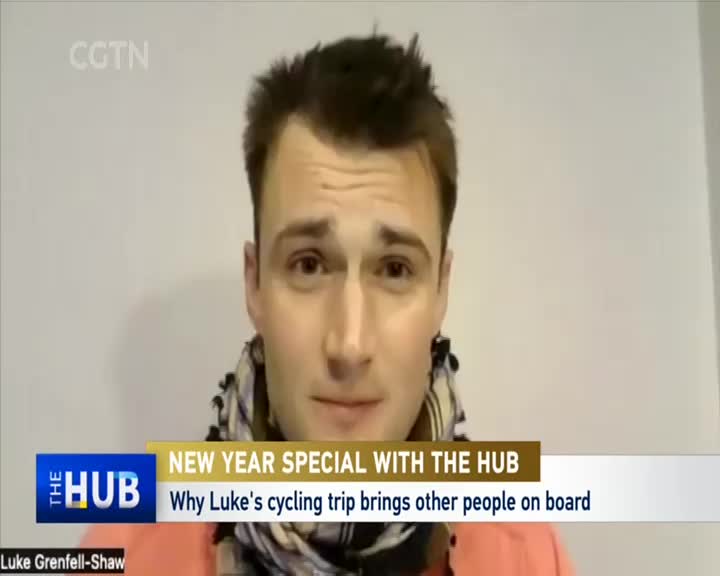 CGTN
NEW YEAR SPECIAL WITH THE HUB
THE HUB
Why Luke's cycling trip brings other people on board
Luke Grenfell-Shaw